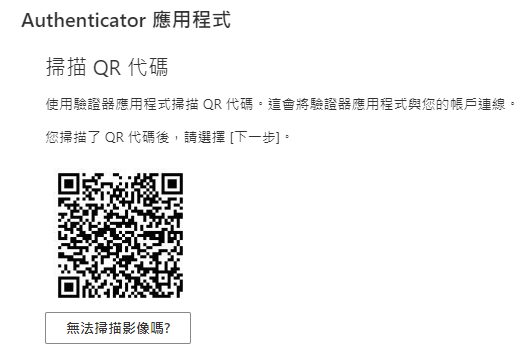 Authenticator 應用程式
掃描 QR 代碼
使用驗證器應用程式掃描 QR 代碼。這會將驗證器應用程式與您的帳戶連線。
您掃描了 QR 代碼後，請選擇 [下一步]。
無法掃描影像嗎?